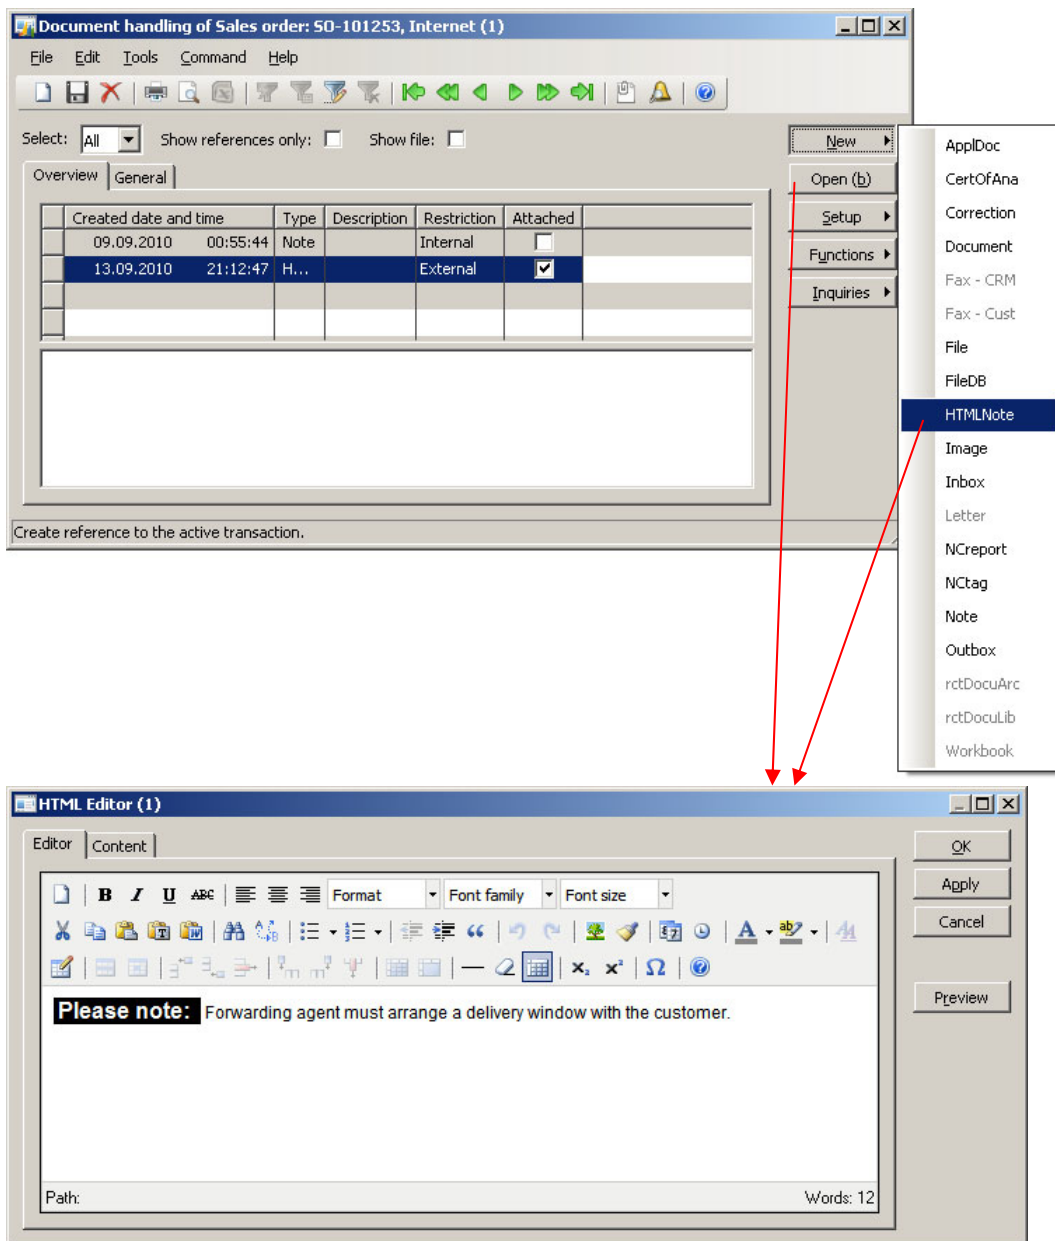 Document handling of Sales order: SO-101253, Internet (1)
File Edit Tools Command Help
Select: All Show references only: Show file:
Overview General
Created date and time Type Description Restriction Attached
09.09.2010 00:55:44 Note Internal
13.09.2010 21:12:47 H... External
Create reference to the active transaction.
New
Open (b)
Setup
Functions
Inquiries
ApplDoc
CertOfAna
Correction
Document
Fax - CRM
Fax - Cust
File
FileDB
HTMLNote
Image
Inbox
Letter
NCreport
NCtag
Note
Outbox
rctDocuArc
rctDocuLib
Workbook
HTML Editor (1)
Editor Content
B I U ABC Format Font family Font size
Please note: Forwarding agent must arrange a delivery window with the customer.
Path: Words: 12
OK
Apply
Cancel
Preview